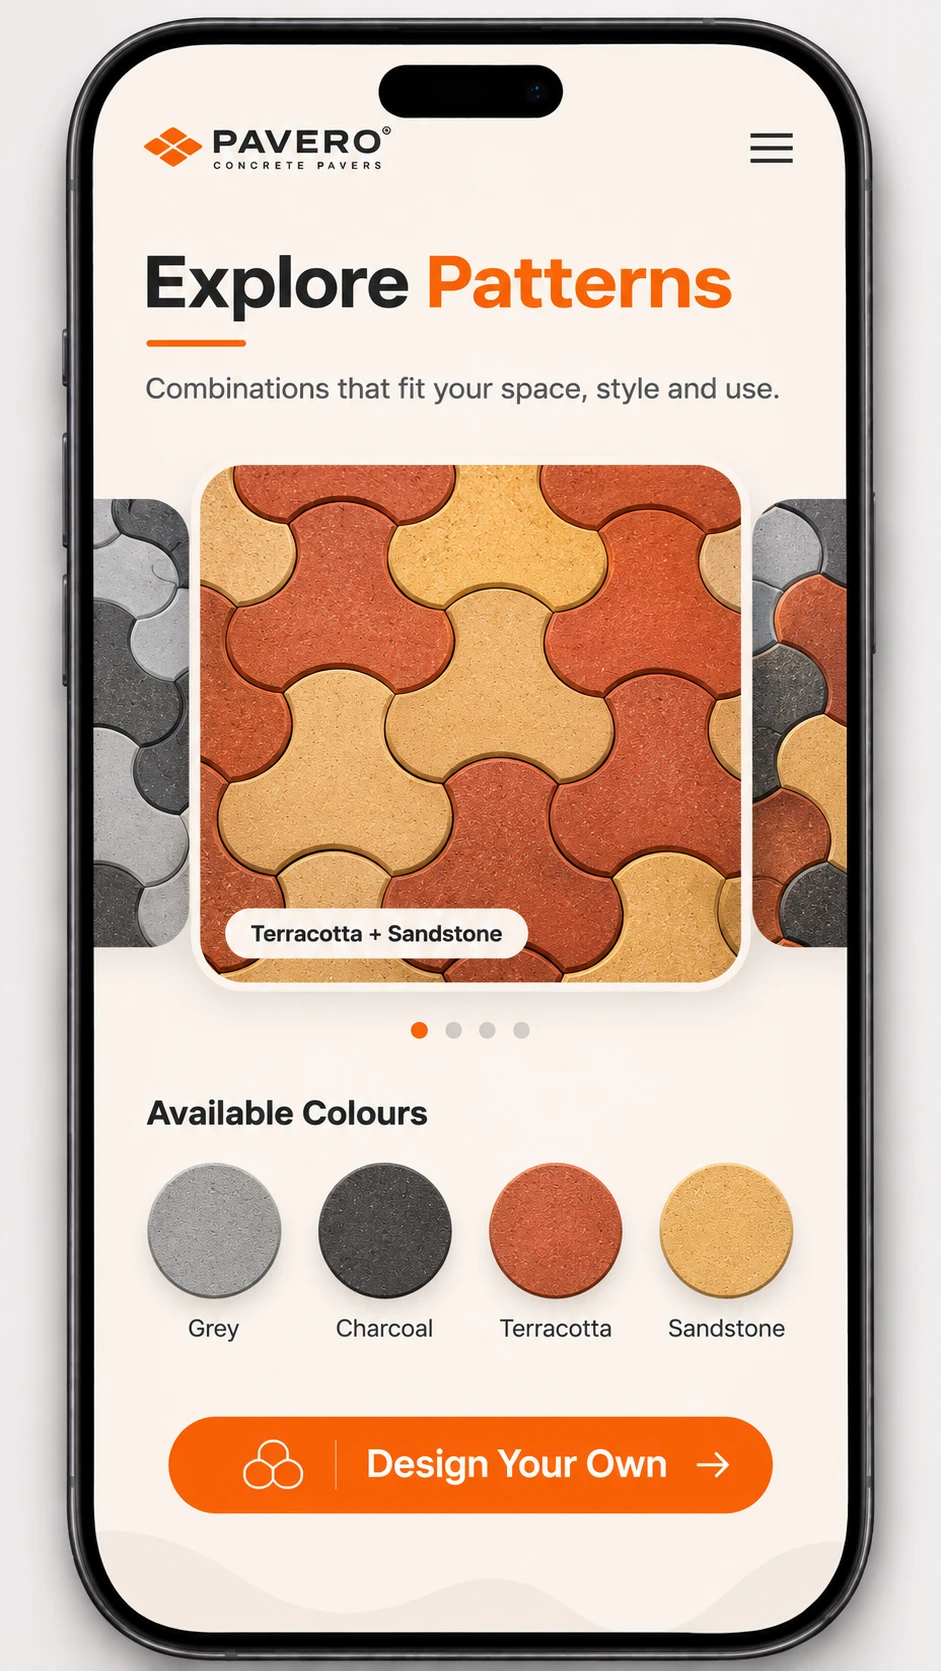 PAVERO®
CONCRETE PAVERS
Explore Patterns
Combinations that fit your space, style and use.
Terracotta + Sandstone
Available Colours
Grey
Charcoal
Terracotta
Sandstone
Design Your Own →